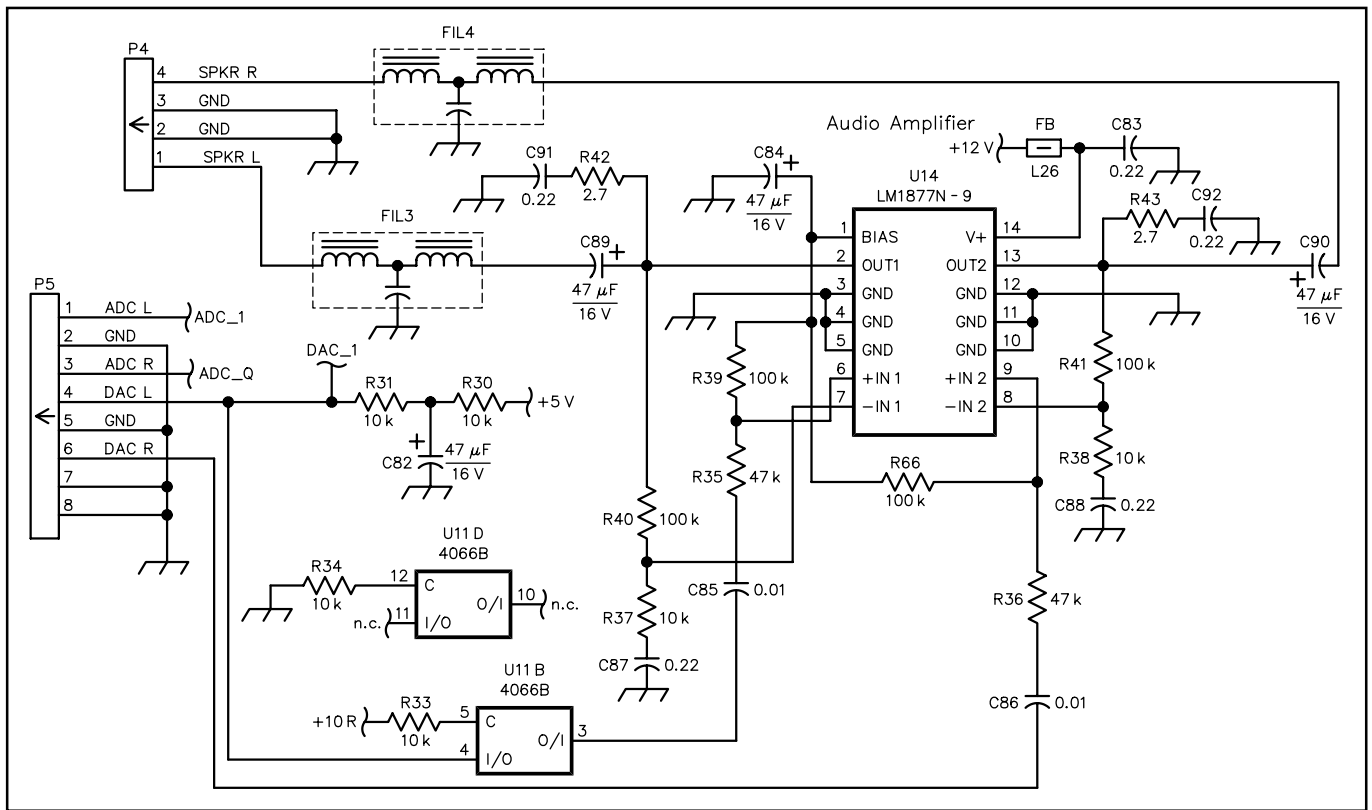 FIL4
P4
4 SPKR R
3 GND
2 GND
1 SPKR L
Audio Amplifier
+12 V
FB
L26
C83
0.22
C91
0.22
R42
2.7
C84
+
47 µF
16 V
U14
LM1877N-9
R43
2.7
C92
0.22
FIL3
C89
+
47 µF
16 V
C90
+
47 µF
16 V
1 BIAS
2 OUT1
3 GND
4 GND
5 GND
6 +IN 1
7 −IN 1
V+ 14
OUT2 13
GND 12
GND 11
GND 10
+IN 2 9
−IN 2 8
P5
1 ADC L
ADC_1
2 GND
3 ADC R
ADC_Q
4 DAC L
5 GND
6 DAC R
7
8
DAC_1
R31
10 k
R30
10 k
+5 V
+
C82
47 µF
16 V
R39
100 k
R41
100 k
R35
47 k
R66
100 k
R38
10 k
C88
0.22
R40
100 k
U11 D
4066B
R34
10 k
12
C
n.c.
11
I/O
O/I
10
n.c.
R37
10 k
C85
0.01
R36
47 k
C87
0.22
U11 B
4066B
+10 R
R33
10 k
5
C
4
I/O
O/I
3
C86
0.01